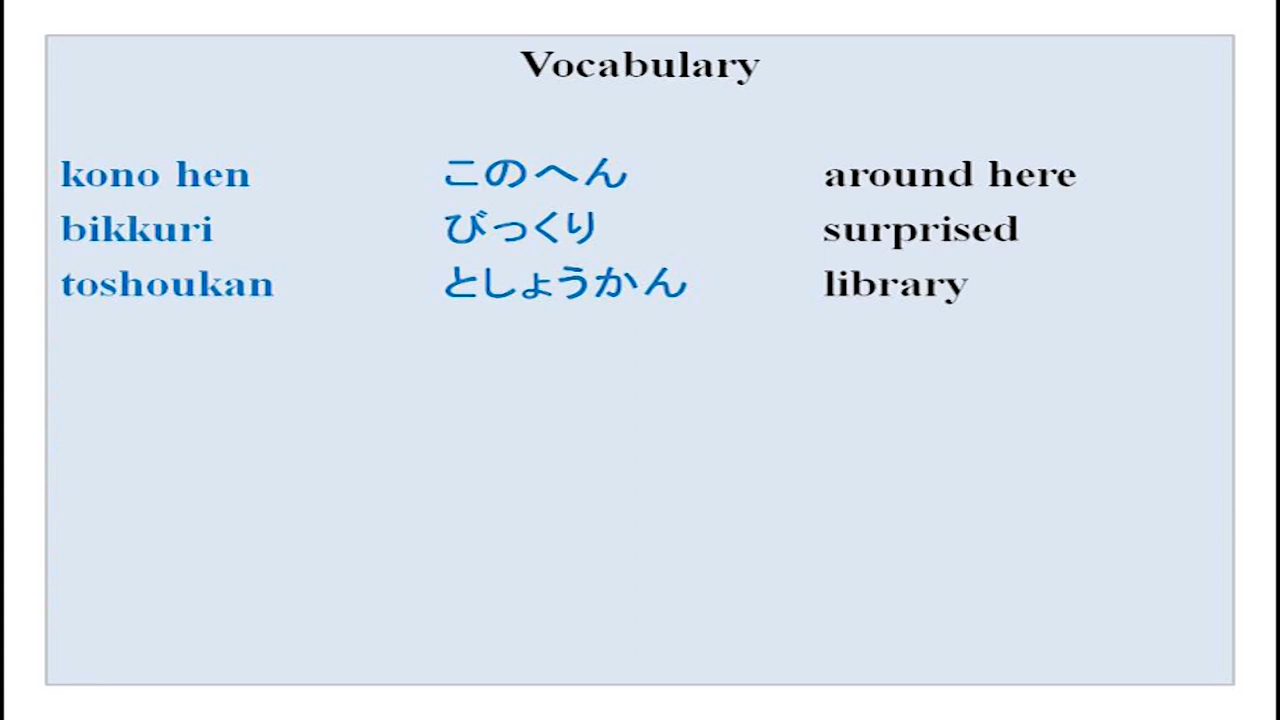 Vocabulary
kono hen このへん around here
bikkuri びっくり surprised
toshoukan としょうかん library